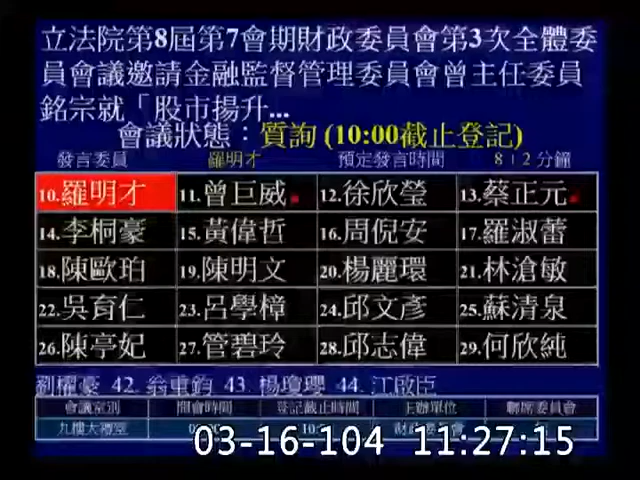 立法院第8屆第7會期財政委員會第3次全體委
員會議邀請金融監督管理委員會曾主任委員
銘宗就「股市揚升...
會議狀態：質詢 (10:00截止登記)
發言委員 羅明才 預定發言時間 8+2 分鐘
10.羅明才 11.曾巨威 12.徐欣瑩 13.蔡正元
14.李桐豪 15.黃偉哲 16.周倪安 17.羅淑蕾
18.陳歐珀 19.陳明文 20.楊麗環 21.林滄敏
22.吳育仁 23.呂學樟 24.邱文彥 25.蘇清泉
26.陳亭妃 27.管碧玲 28.邱志偉 29.何欣純
劉櫂豪 42. 翁重鈞 43. 楊瓊瓔 44. 江啟臣
會議室別 開會時間 登記截止時間 主辦單位 聯席委員會
九樓大禮堂 財政委員會
03-16-104 11:27:15